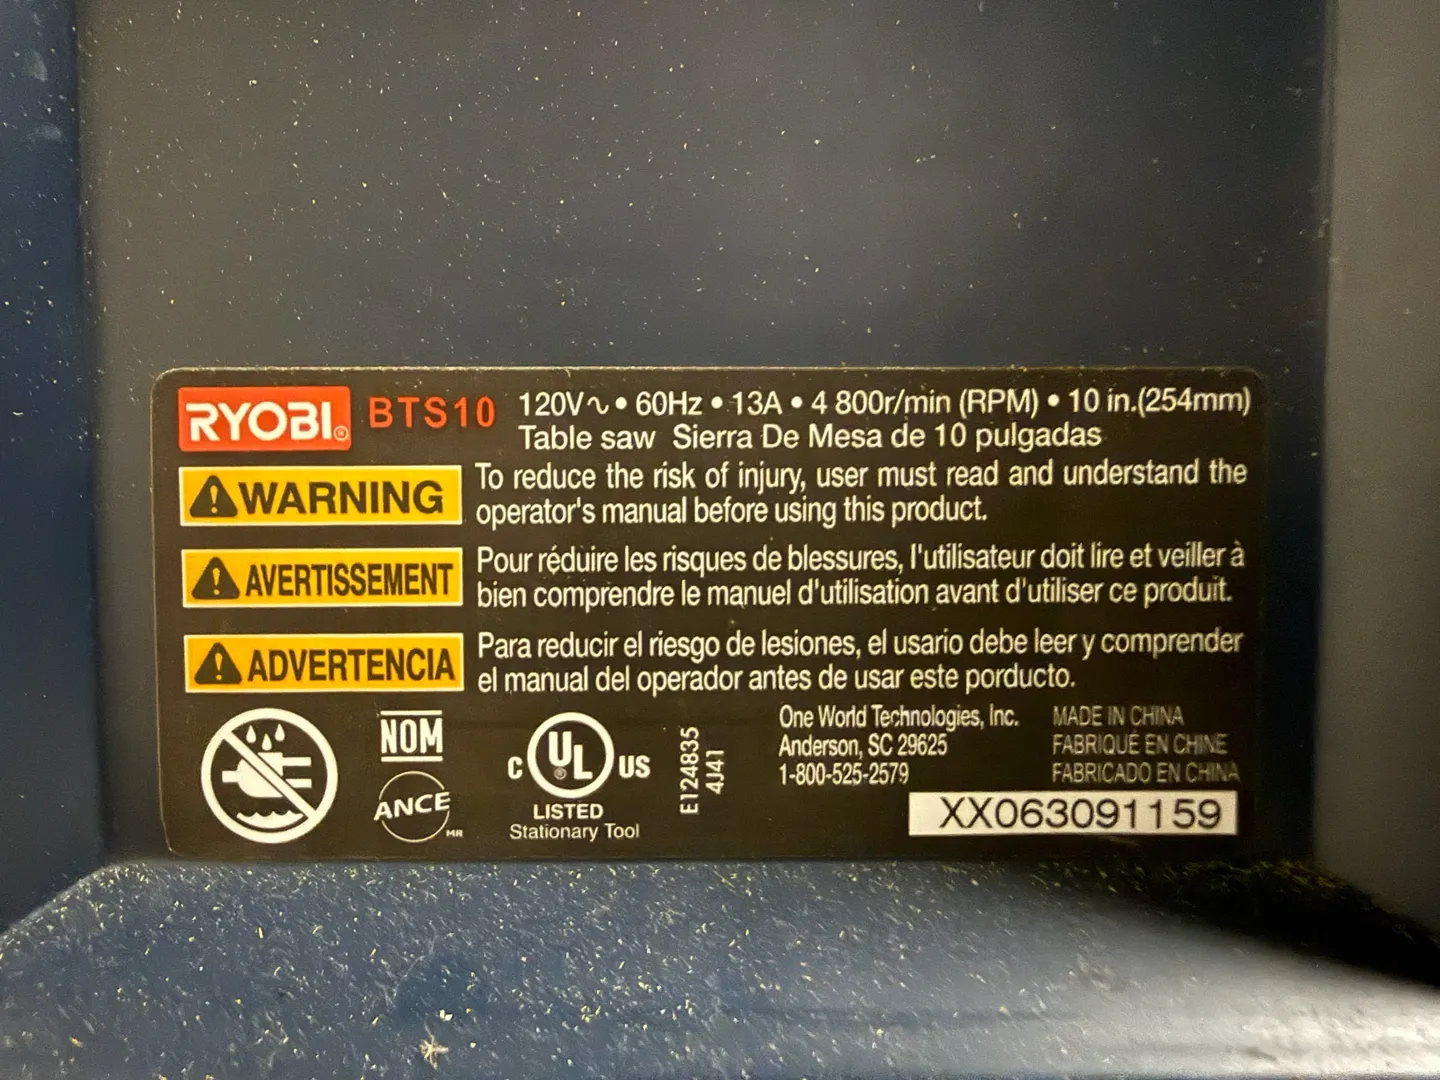 RYOBI® BTS10 120V∿ • 60Hz • 13A • 4 800r/min (RPM) • 10 in.(254mm)
Table saw Sierra De Mesa de 10 pulgadas
WARNING To reduce the risk of injury, user must read and understand the
operator's manual before using this product.
AVERTISSEMENT Pour réduire les risques de blessures, l'utilisateur doit lire et veiller à
bien comprendre le manuel d'utilisation avant d'utiliser ce produit.
ADVERTENCIA Para reducir el riesgo de lesiones, el usario debe leer y comprender
el manual del operador antes de usar este porducto.
NOM
ANCE MR
C UL® US
LISTED
Stationary Tool
E124835
4J41
One World Technologies, Inc.
Anderson, SC 29625
1-800-525-2579
MADE IN CHINA
FABRIQUÉ EN CHINE
FABRICADO EN CHINA
XX063091159